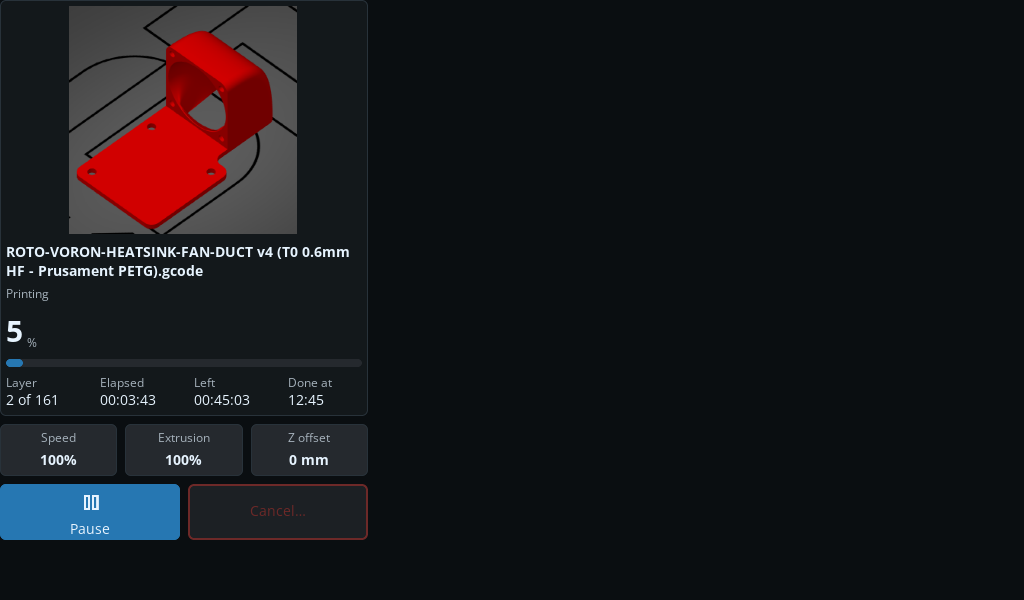 ROTO-VORON-HEATSINK-FAN-DUCT v4 (T0 0.6mm
HF - Prusament PETG).gcode
Printing
5 %
Layer Elapsed Left Done at
2 of 161 00:03:43 00:45:03 12:45
Speed Extrusion Z offset
100% 100% 0 mm
Pause Cancel...